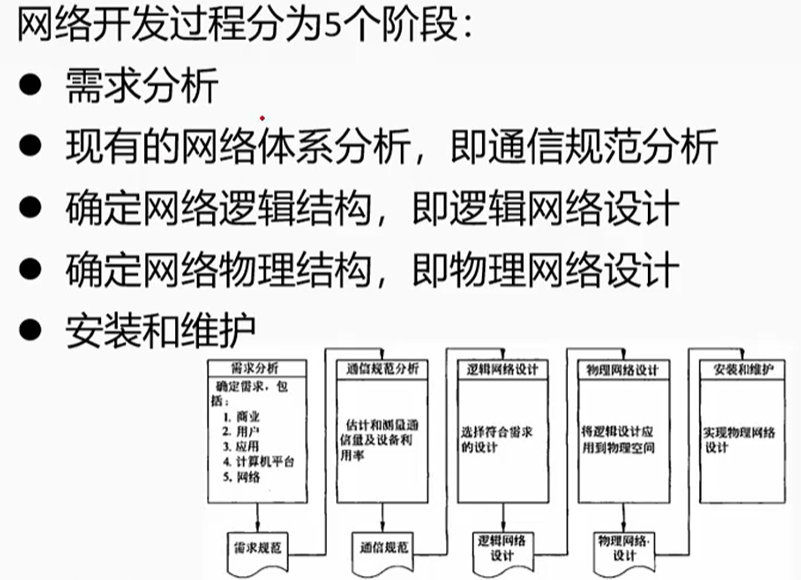 网络开发过程分为5个阶段：
● 需求分析
● 现有的网络体系分析，即通信规范分析
● 确定网络逻辑结构，即逻辑网络设计
● 确定网络物理结构，即物理网络设计
● 安装和维护
需求分析
确定需求，包
括：
1. 商业
2. 用户
3. 应用
4. 计算机平台
5. 网络
需求规范
通信规范分析
估计和测量通
信量及设备利
用率
通信规范
逻辑网络设计
选择符合需求
的设计
逻辑网络
设计
物理网络设计
将逻辑设计应
用到物理空间
物理网络
设计
安装和维护
实现物理网络
设计